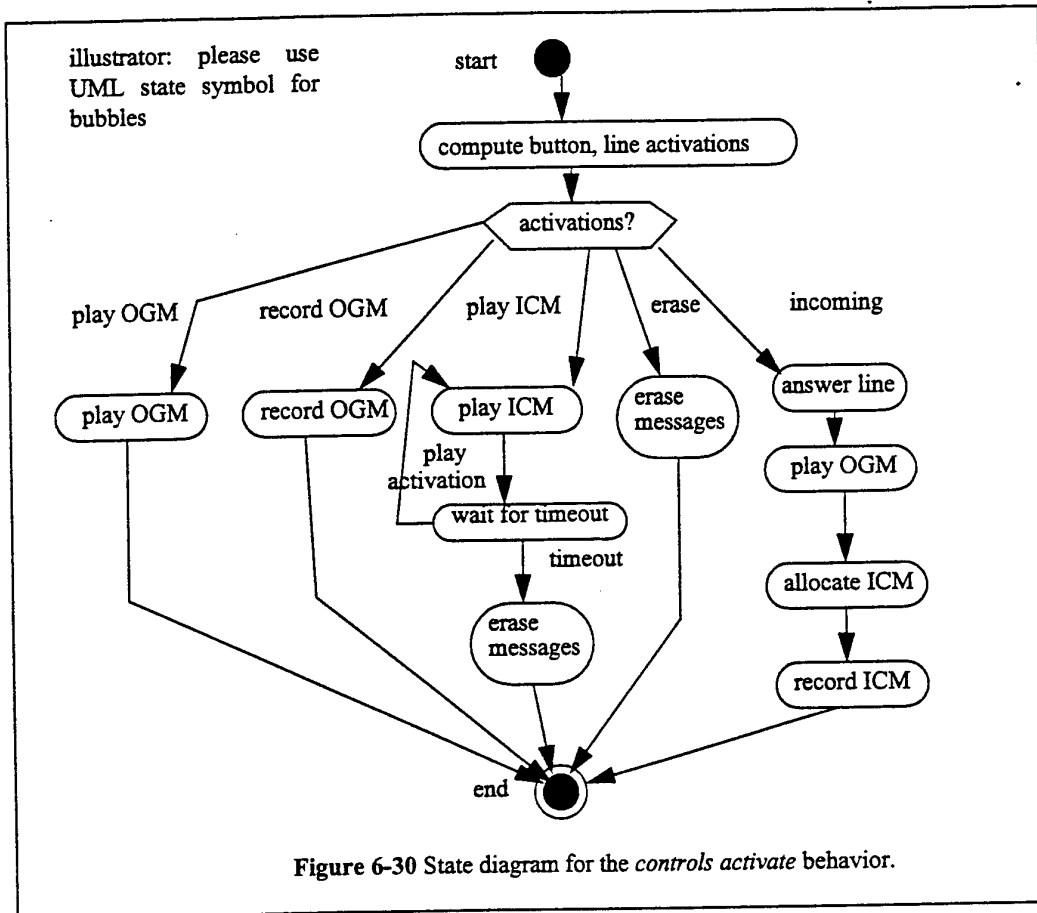 illustrator: please use
UML state symbol for
bubbles
start
compute button, line activations
activations?
play OGM
record OGM
play ICM
erase
incoming
play OGM
record OGM
play ICM
erase
messages
answer line
play OGM
play
activation
wait for timeout
timeout
allocate ICM
erase
messages
record ICM
end
Figure 6-30 State diagram for the controls activate behavior.